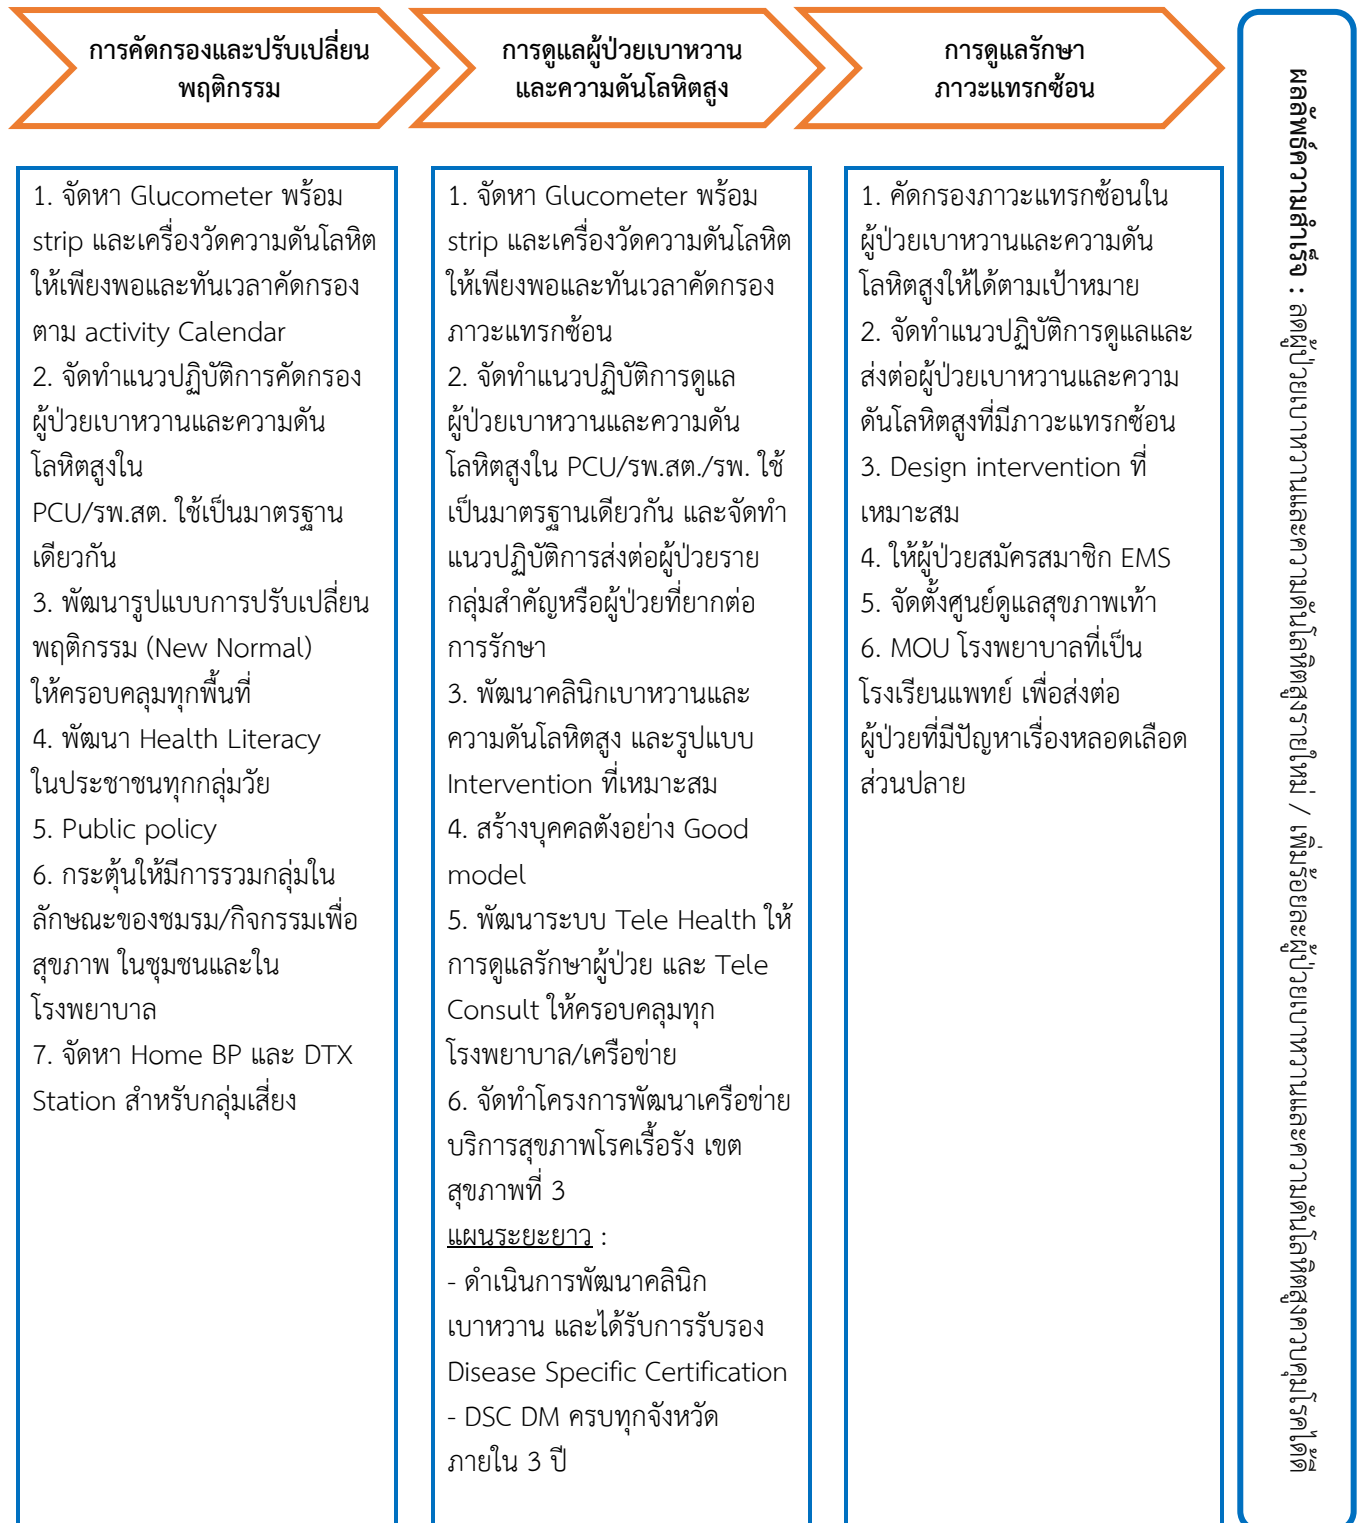 การคัดกรองและปรับเปลี่ยน
พฤติกรรม
การดูแลผู้ป่วยเบาหวาน
และความดันโลหิตสูง
การดูแลรักษา
ภาวะแทรกซ้อน
1. จัดหา Glucometer พร้อม
strip และเครื่องวัดความดันโลหิต
ให้เพียงพอและทันเวลาคัดกรอง
ตาม activity Calendar
2. จัดทำแนวปฏิบัติการคัดกรอง
ผู้ป่วยเบาหวานและความดัน
โลหิตสูงใน
PCU/รพ.สต. ใช้เป็นมาตรฐาน
เดียวกัน
3. พัฒนารูปแบบการปรับเปลี่ยน
พฤติกรรม (New Normal)
ให้ครอบคลุมทุกพื้นที่
4. พัฒนา Health Literacy
ในประชาชนทุกกลุ่มวัย
5. Public policy
6. กระตุ้นให้มีการรวมกลุ่มใน
ลักษณะของชมรม/กิจกรรมเพื่อ
สุขภาพ ในชุมชนและใน
โรงพยาบาล
7. จัดหา Home BP และ DTX
Station สำหรับกลุ่มเสี่ยง
1. จัดหา Glucometer พร้อม
strip และเครื่องวัดความดันโลหิต
ให้เพียงพอและทันเวลาคัดกรอง
ภาวะแทรกซ้อน
2. จัดทำแนวปฏิบัติการดูแล
ผู้ป่วยเบาหวานและความดัน
โลหิตสูงใน PCU/รพ.สต./รพ. ใช้
เป็นมาตรฐานเดียวกัน และจัดทำ
แนวปฏิบัติการส่งต่อผู้ป่วยราย
กลุ่มสำคัญหรือผู้ป่วยที่ยากต่อ
การรักษา
3. พัฒนาคลินิกเบาหวานและ
ความดันโลหิตสูง และรูปแบบ
Intervention ที่เหมาะสม
4. สร้างบุคคลตังอย่าง Good
model
5. พัฒนาระบบ Tele Health ให้
การดูแลรักษาผู้ป่วย และ Tele
Consult ให้ครอบคลุมทุก
โรงพยาบาล/เครือข่าย
6. จัดทำโครงการพัฒนาเครือข่าย
บริการสุขภาพโรคเรื้อรัง เขต
สุขภาพที่ 3
แผนระยะยาว :
- ดำเนินการพัฒนาคลินิก
เบาหวาน และได้รับการรับรอง
Disease Specific Certification
- DSC DM ครบทุกจังหวัด
ภายใน 3 ปี
1. คัดกรองภาวะแทรกซ้อนใน
ผู้ป่วยเบาหวานและความดัน
โลหิตสูงให้ได้ตามเป้าหมาย
2. จัดทำแนวปฏิบัติการดูแลและ
ส่งต่อผู้ป่วยเบาหวานและความ
ดันโลหิตสูงที่มีภาวะแทรกซ้อน
3. Design intervention ที่
เหมาะสม
4. ให้ผู้ป่วยสมัครสมาชิก EMS
5. จัดตั้งศูนย์ดูแลสุขภาพเท้า
6. MOU โรงพยาบาลที่เป็น
โรงเรียนแพทย์ เพื่อส่งต่อ
ผู้ป่วยที่มีปัญหาเรื่องหลอดเลือด
ส่วนปลาย
ผลลัพธ์ความสำเร็จ : ลดผู้ป่วยเบาหวานและความดันโลหิตสูงรายใหม่ / เพิ่มร้อยละผู้ป่วยเบาหวานและความดันโลหิตสูงควบคุมโรคได้ดี